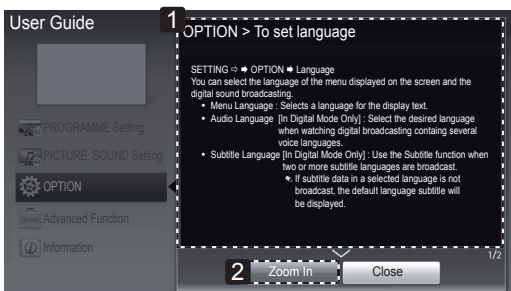 User Guide
1
OPTION > To set language
SETTING ⇨ ➡ OPTION ➡ Language
You can select the language of the menu displayed on the screen and the
digital sound broadcasting.
• Menu Language : Selects a language for the display text.
• Audio Language [In Digital Mode Only] : Select the desired language
when watching digital broadcasting containg several
voice languages.
• Subtitle Language [In Digital Mode Only] : Use the Subtitle function when
two or more subtitle languages are broadcast.
✎ If subtitle data in a selected language is not
broadcast, the default language subtitle will
be displayed.
PROGRAMME Setting
PICTURE, SOUND Setting
OPTION
Advanced Function
Information
1/2
2
Zoom In
Close